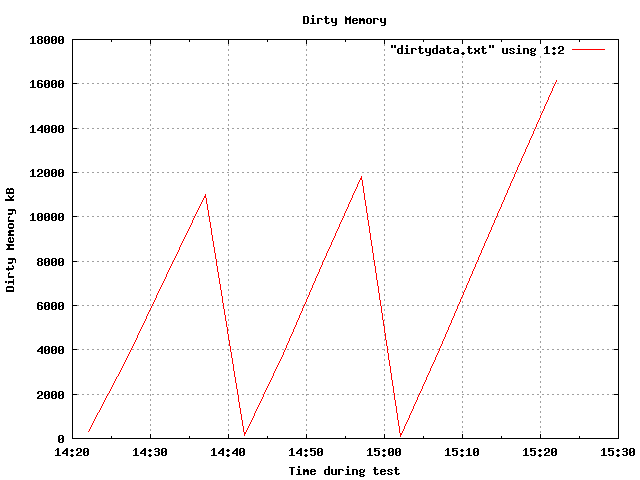 Dirty Memory
"dirtydata.txt" using 1:2
18000
16000
14000
12000
10000
8000
6000
4000
2000
0
Dirty Memory kB
14:20 14:30 14:40 14:50 15:00 15:10 15:20 15:30
Time during test